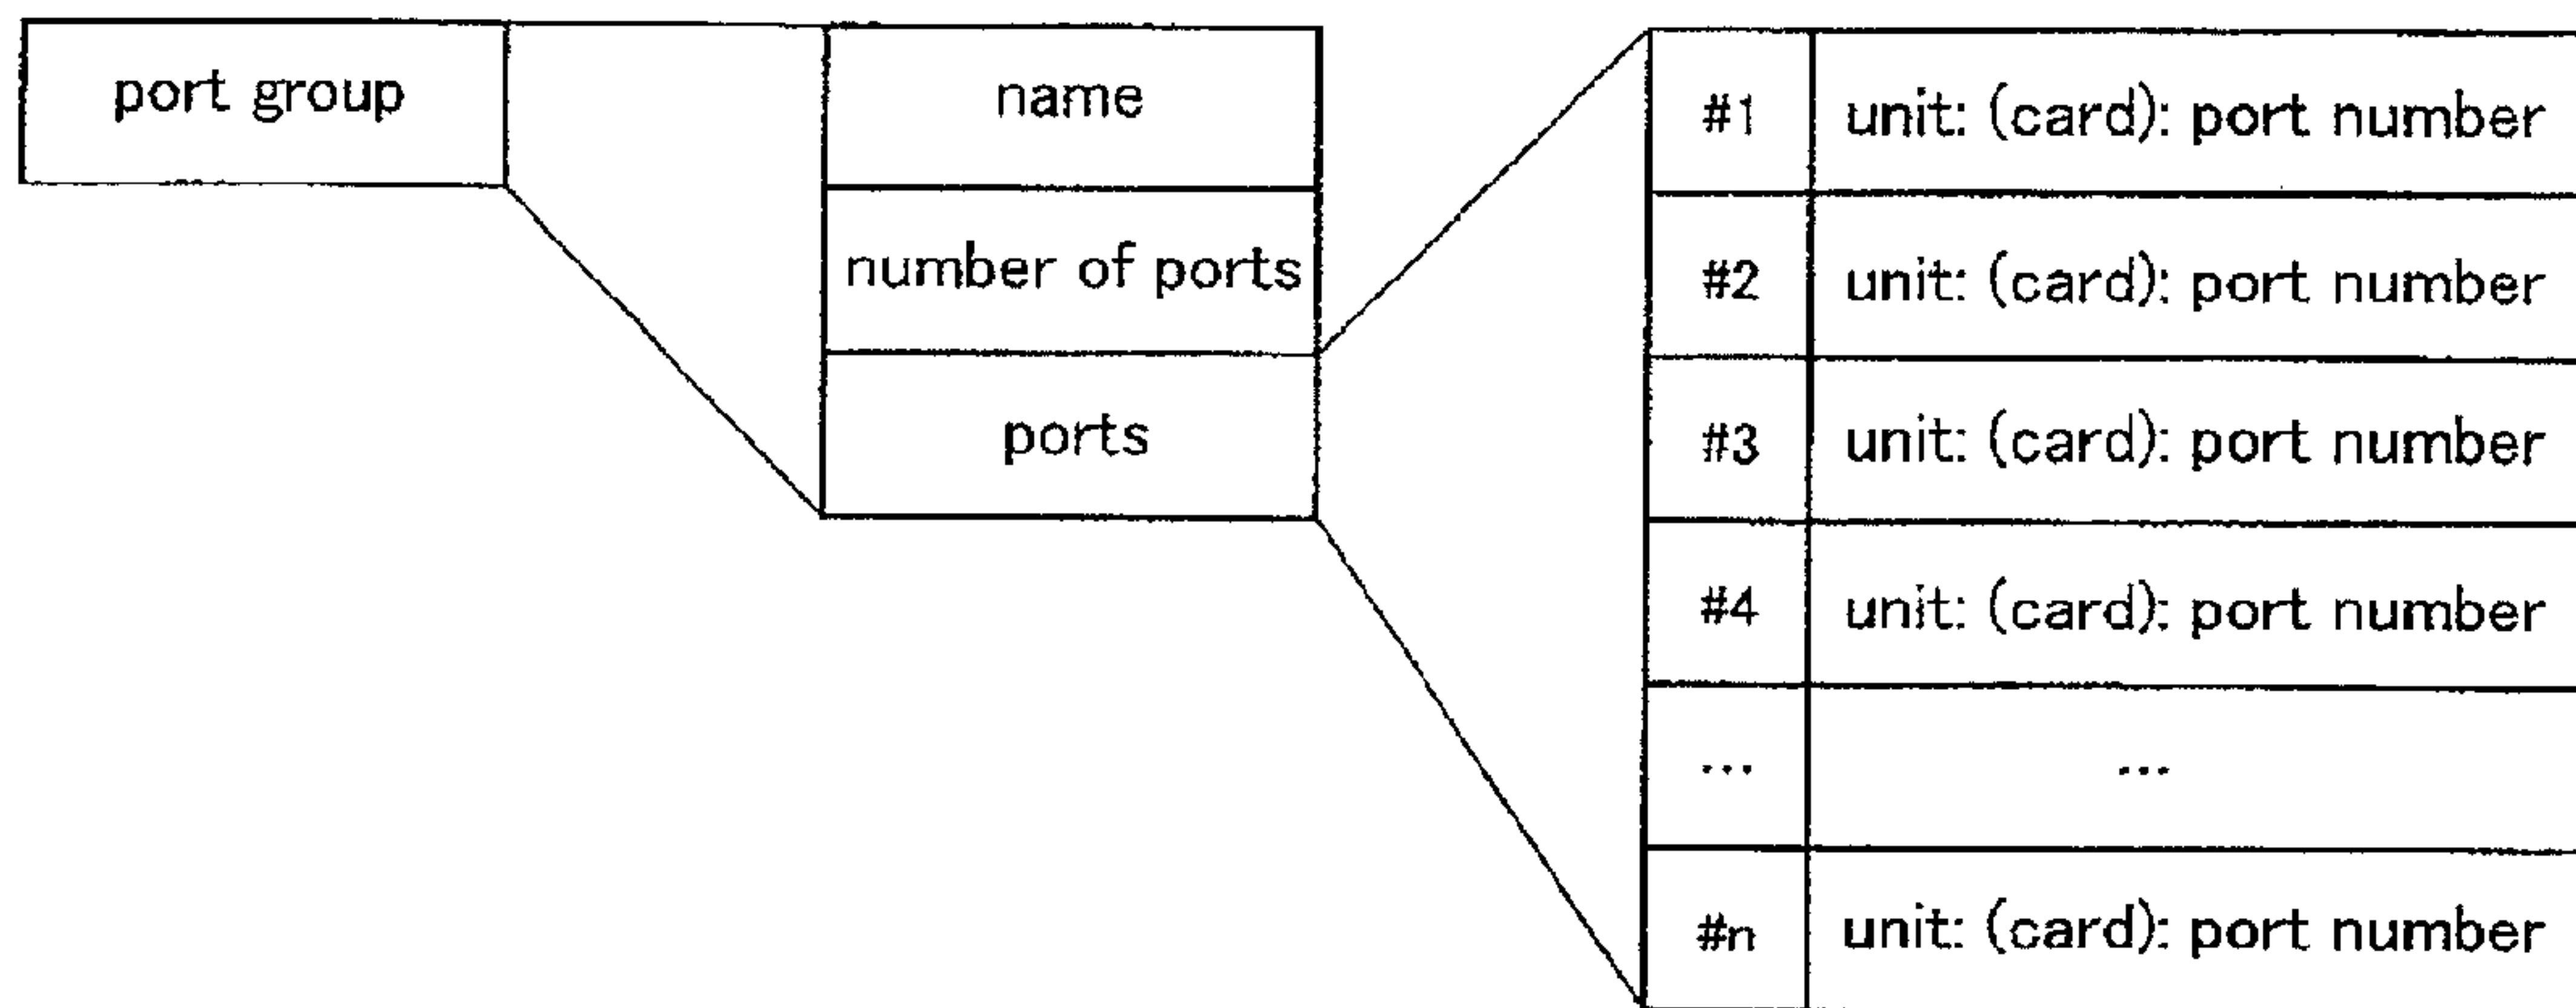 port group
name
number of ports
ports
#1 unit: (card): port number
#2 unit: (card): port number
#3 unit: (card): port number
#4 unit: (card): port number
... ...
#n unit: (card): port number